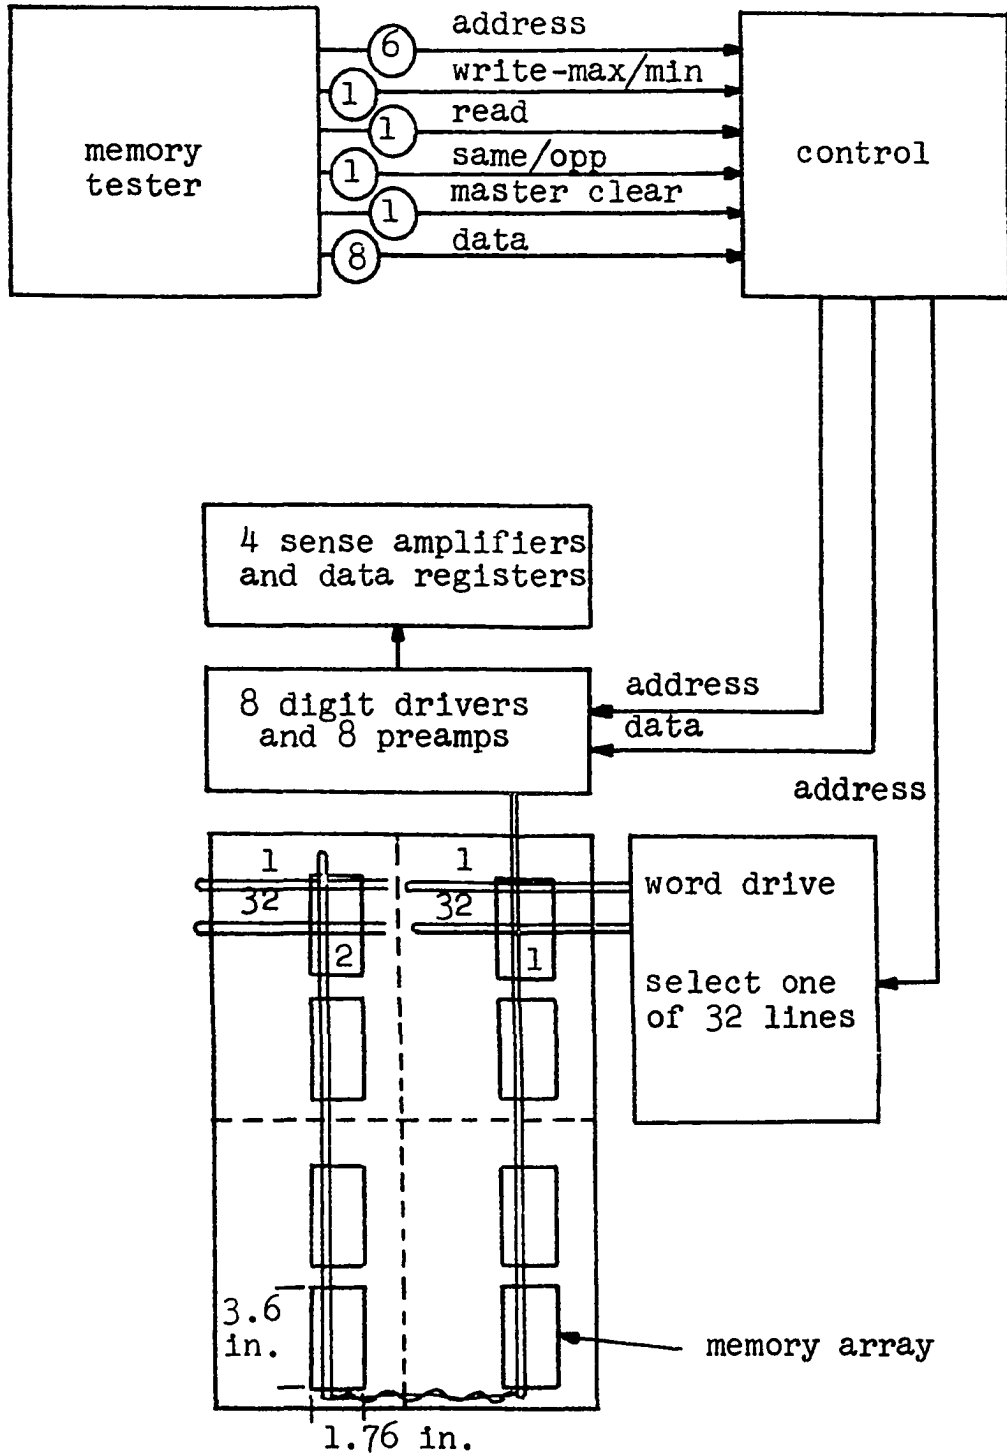 memory
tester
6
address
1
write-max/min
1
read
1
same/opp
1
master clear
8
data
control
4 sense amplifiers
and data registers
8 digit drivers
and 8 preamps
address
data
address
1
32
2
1
32
1
word drive
select one
of 32 lines
3.6
in.
1.76 in.
memory array